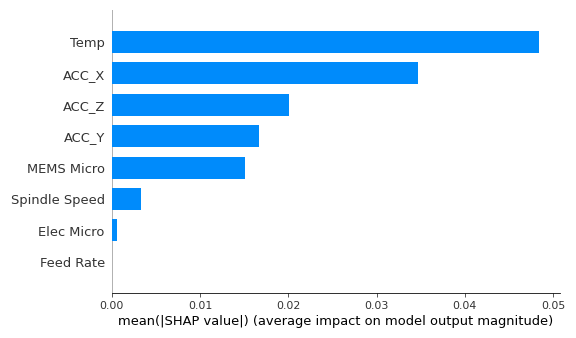 Temp
ACC_X
ACC_Z
ACC_Y
MEMS Micro
Spindle Speed
Elec Micro
Feed Rate
0.00 0.01 0.02 0.03 0.04 0.05
mean(|SHAP value|) (average impact on model output magnitude)